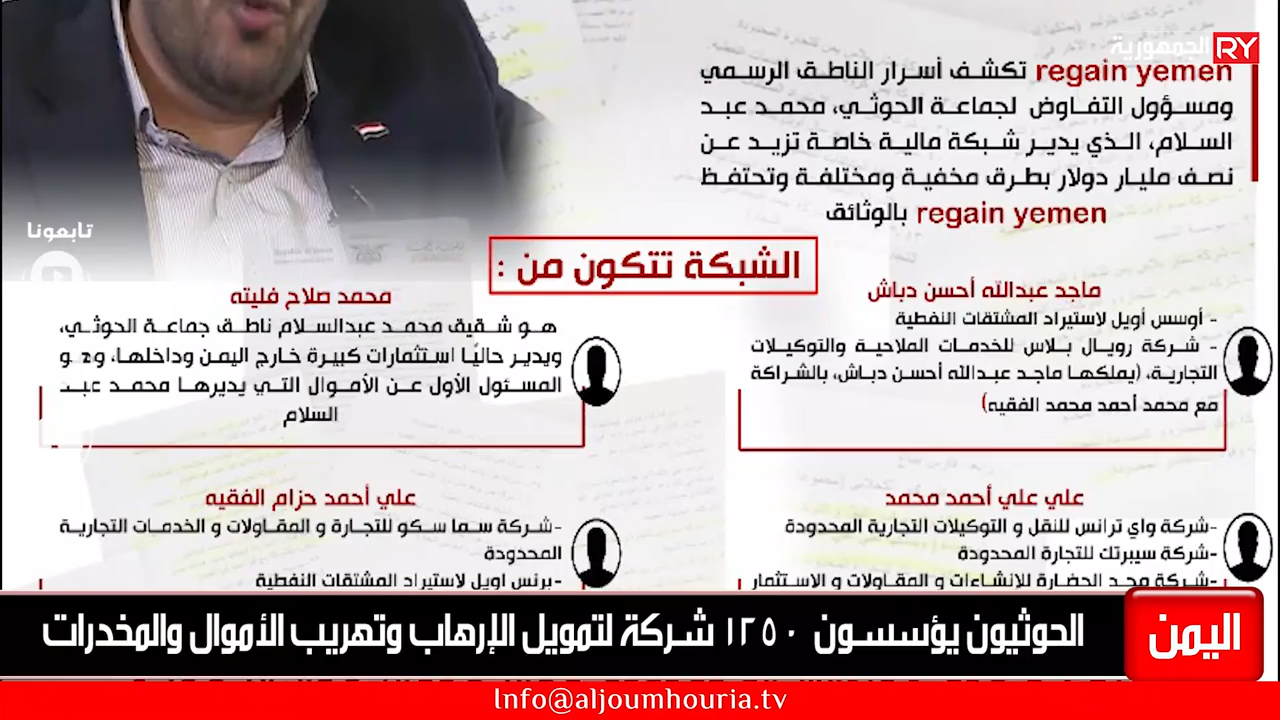 الجمهورية RY
regain yemen تكشف أسرار الناطق الرسمي
ومسؤول التفاوض لجماعة الحوثي، محمد عبد
السلام، الذي يدير شبكة مالية خاصة تزيد عن
نصف مليار دولار بطرق مخفية ومختلفة وتحتفظ
regain yemen بالوثائق
تابعونا
الشبكة تتكون من :
ماجد عبدالله أحسن دباش
- أوسس أويل لاستيراد المشتقات النفطية
- شركة رويال بلاس للخدمات الملاحية والتوكيلات
التجارية، (يملكها ماجد عبدالله أحسن دباش، بالشراكة
مع محمد أحمد محمد الفقيه)
محمد صلاح فليته
هو شقيق محمد عبدالسلام ناطق جماعة الحوثي،
ويدير حاليًا استثمارات كبيرة خارج اليمن وداخلها، وهو
المسئول الأول عن الأموال التي يديرها محمد عبد
السلام
علي علي أحمد محمد
-شركة واي ترانس للنقل و التوكيلات التجارية المحدودة
-شركة سيبرتك للتجارة المحدودة
-شركة مجد الحضارة للإنشاءات و المقاولات و الاستثمار
علي أحمد حزام الفقيه
-شركة سما سكو للتجارة و المقاولات و الخدمات التجارية
المحدودة
-برنس اويل لاستيراد المشتقات النفطية
اليمن
الحوثيون يؤسسون ١٢٥٠ شركة لتمويل الإرهاب وتهريب الأموال والمخدرات
Info@aljoumhouria.tv